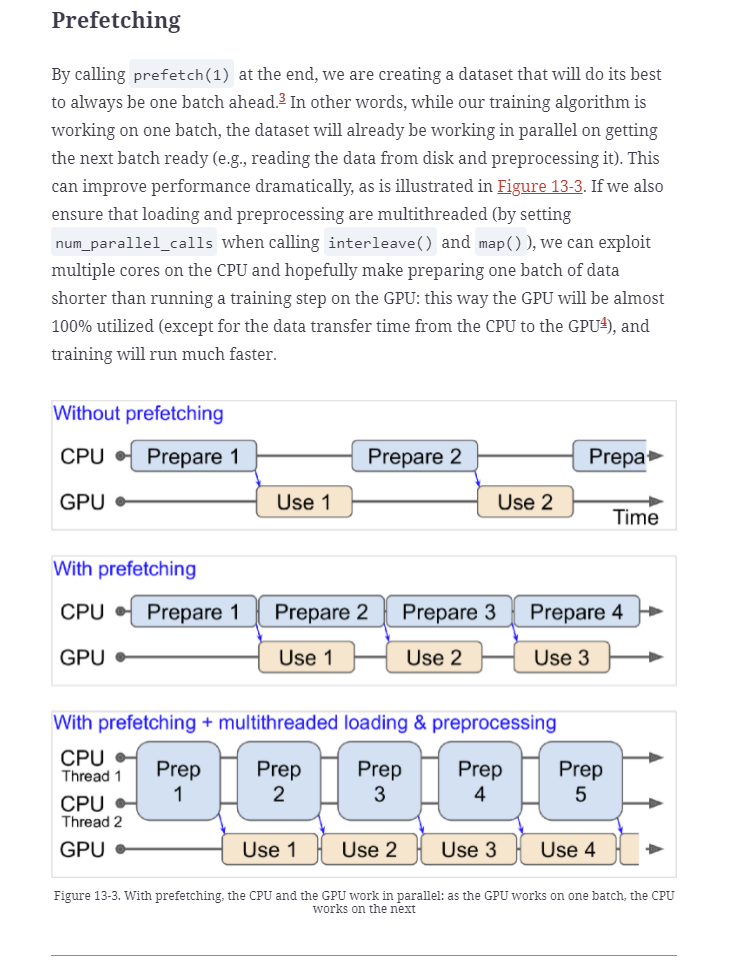 Prefetching
By calling prefetch(1) at the end, we are creating a dataset that will do its best
to always be one batch ahead.3 In other words, while our training algorithm is
working on one batch, the dataset will already be working in parallel on getting
the next batch ready (e.g., reading the data from disk and preprocessing it). This
can improve performance dramatically, as is illustrated in Figure 13-3. If we also
ensure that loading and preprocessing are multithreaded (by setting
num_parallel_calls when calling interleave() and map()), we can exploit
multiple cores on the CPU and hopefully make preparing one batch of data
shorter than running a training step on the GPU: this way the GPU will be almost
100% utilized (except for the data transfer time from the CPU to the GPU4), and
training will run much faster.
Without prefetching
CPU Prepare 1 Prepare 2 Prepa
GPU Use 1 Use 2
Time
With prefetching
CPU Prepare 1 Prepare 2 Prepare 3 Prepare 4
GPU Use 1 Use 2 Use 3
With prefetching + multithreaded loading & preprocessing
CPU
Thread 1
Prep Prep Prep Prep Prep
1 2 3 4 5
CPU
Thread 2
GPU Use 1 Use 2 Use 3 Use 4
Figure 13-3. With prefetching, the CPU and the GPU work in parallel: as the GPU works on one batch, the CPU
works on the next